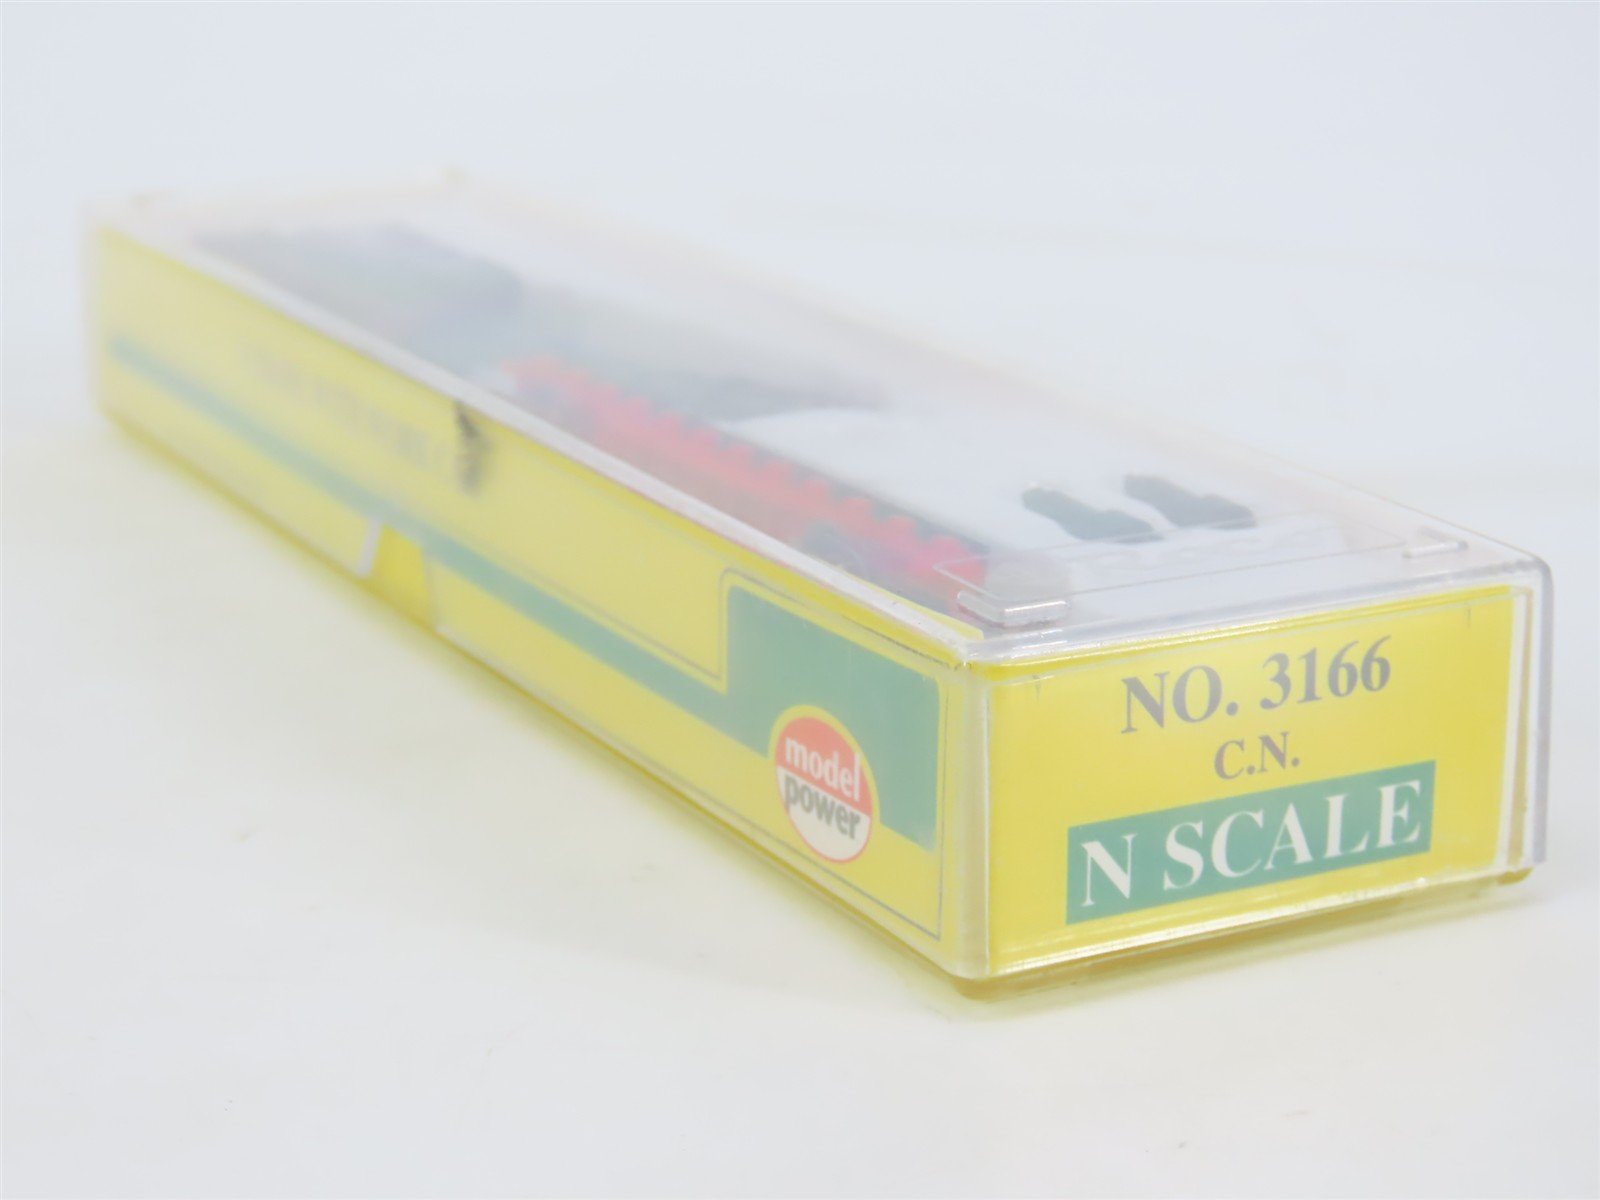 model
power
NO. 3166
C.N.
N SCALE